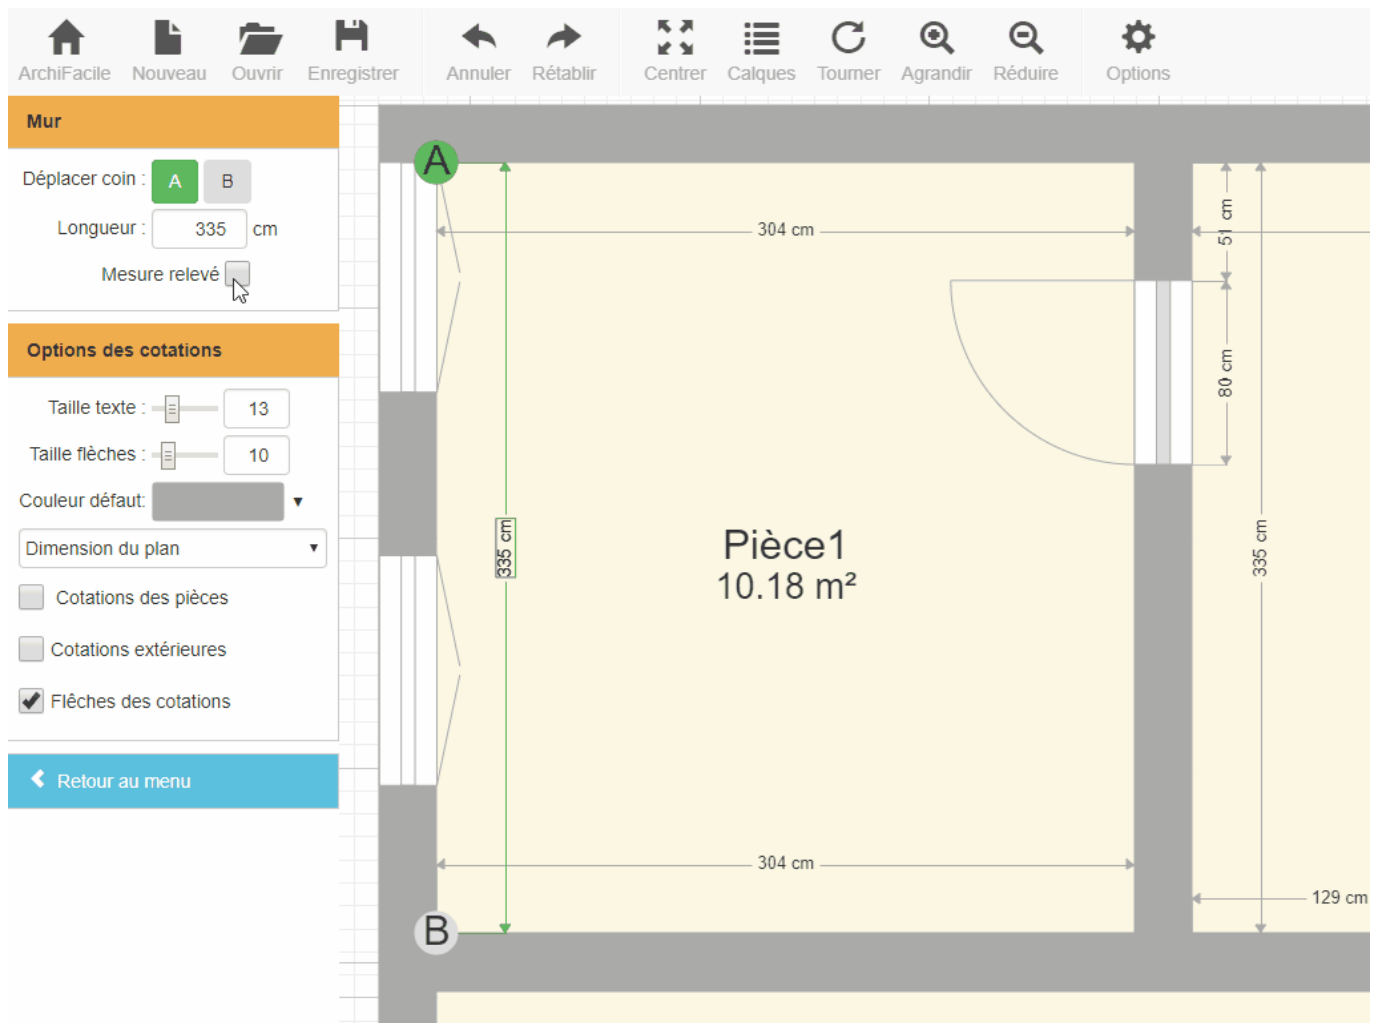 ArchiFacile Nouveau Ouvrir Enregistrer Annuler Rétablir Centrer Calques Tourner Agrandir Réduire Options
Mur
Déplacer coin : A B
Longueur : 335 cm
Mesure relevé
Options des cotations
Taille texte : 13
Taille flèches : 10
Couleur défaut:
Dimension du plan
Cotations des pièces
Cotations extérieures
Flêches des cotations
Retour au menu
A
304 cm
51 cm
80 cm
335 cm
Pièce1
10.18 m²
335 cm
304 cm
129 cm
B